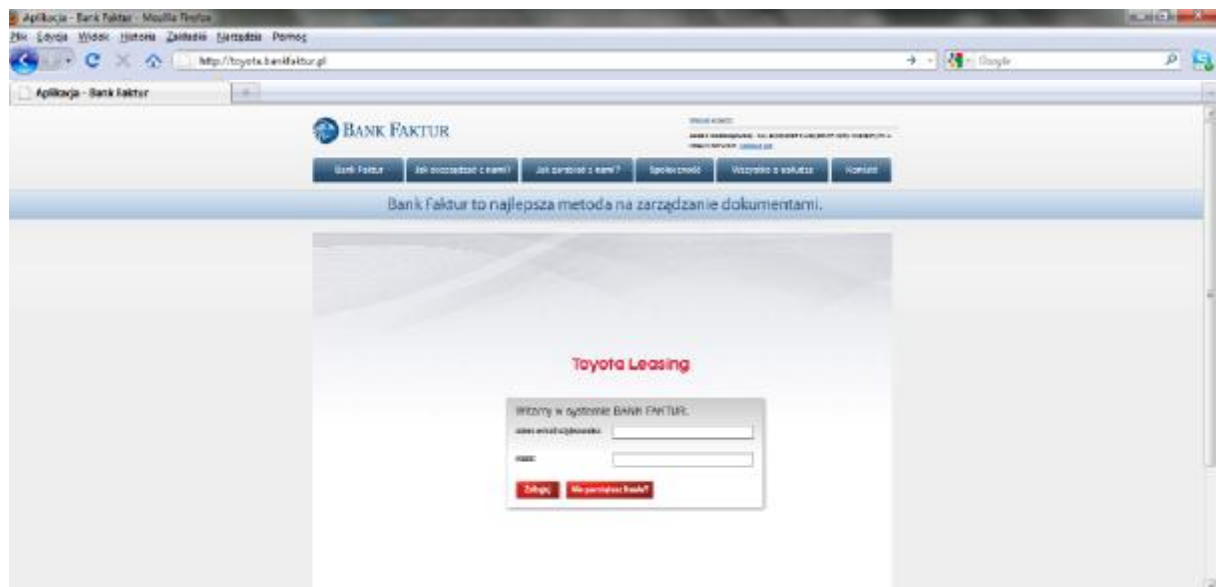 Aplikacja - Bank Faktur - Mozilla Firefox
Plik Edycja Widok Historia Zakładki Narzędzia Pomoc
http://toyota.bankfaktur.pl
Google
Aplikacja - Bank Faktur
BANK FAKTUR
Bank Faktur
Jak oszczędzać z nami?
Jak zarabiać z nami?
Społeczność
Wszystko o usłudze
Kontakt
Bank Faktur to najlepsza metoda na zarządzanie dokumentami.
Toyota Leasing
Witamy w systemie BANK FAKTUR.
Zaloguj
Nie pamiętasz hasła?